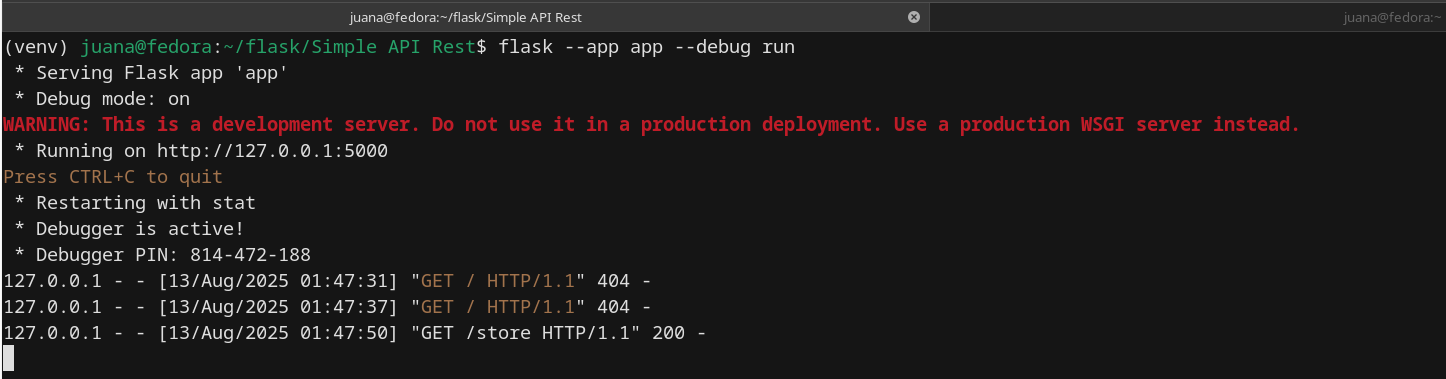 juana@fedora:~/flask/Simple API Rest
juana@fedora:~
(venv) juana@fedora:~/flask/Simple API Rest$ flask --app app --debug run
 * Serving Flask app 'app'
 * Debug mode: on
WARNING: This is a development server. Do not use it in a production deployment. Use a production WSGI server instead.
 * Running on http://127.0.0.1:5000
Press CTRL+C to quit
 * Restarting with stat
 * Debugger is active!
 * Debugger PIN: 814-472-188
127.0.0.1 - - [13/Aug/2025 01:47:31] "GET / HTTP/1.1" 404 -
127.0.0.1 - - [13/Aug/2025 01:47:37] "GET / HTTP/1.1" 404 -
127.0.0.1 - - [13/Aug/2025 01:47:50] "GET /store HTTP/1.1" 200 -